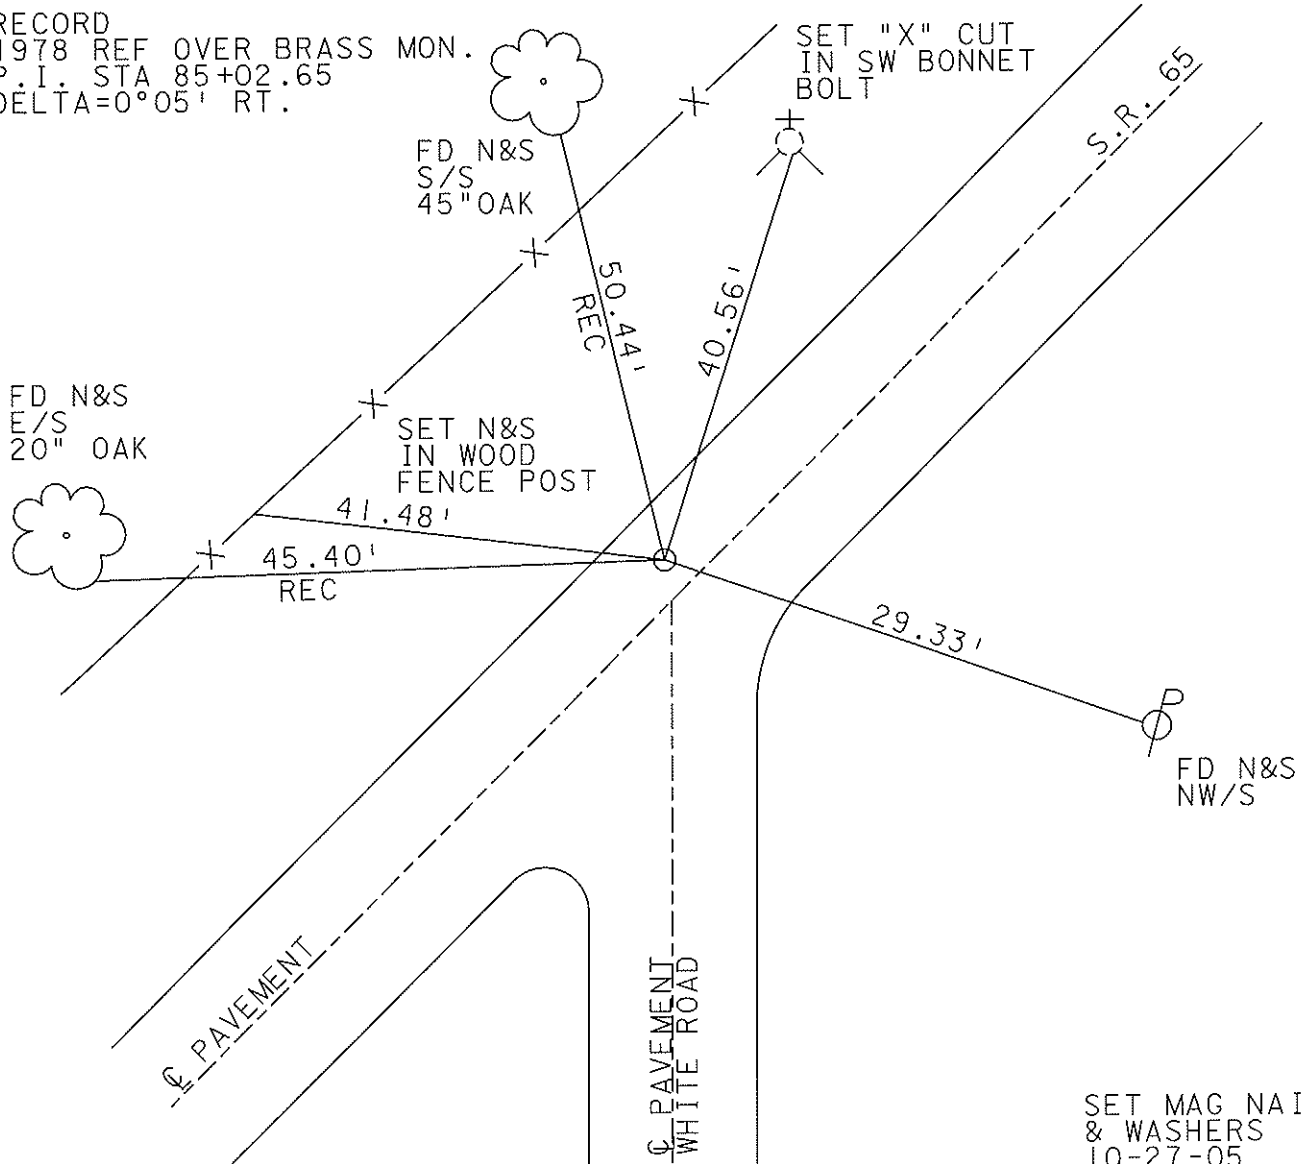 RECORD
1978 REF OVER BRASS MON.
P.I. STA 85+02.65
DELTA=0°05' RT.
SET "X" CUT
IN SW BONNET
BOLT
S.R. 65
FD N&S
S/S
45"OAK
50.44'
REC
40.56'
FD N&S
E/S
20" OAK
SET N&S
IN WOOD
FENCE POST
41.48'
45.40'
REC
29.33'
P
FD N&S
NW/S
℄ PAVEMENT
℄ PAVEMENT
WHITE ROAD
SET MAG NAI
& WASHERS
10-27-05